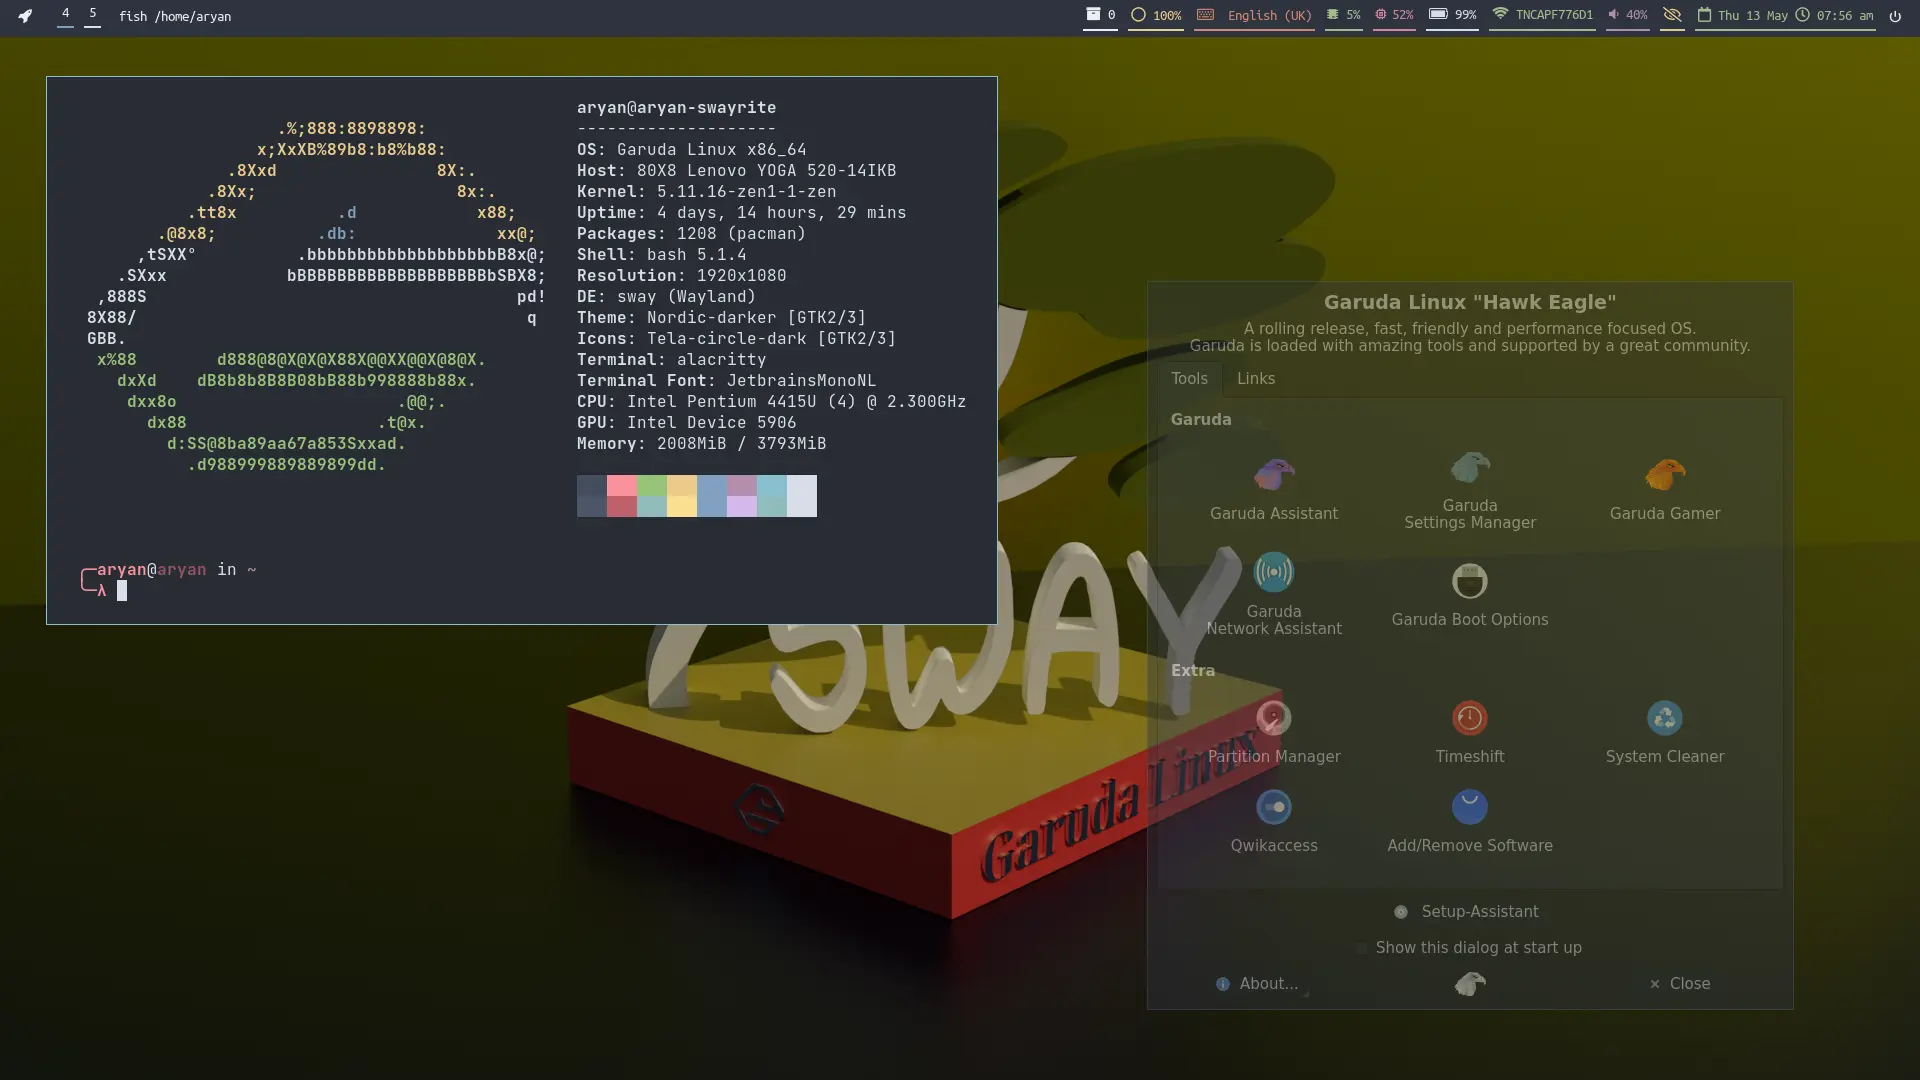 4 5 fish /home/aryan 0 100% English (UK) 5% 52% 99% TNCAPF776D1 40% Thu 13 May 07:56 am
.%;888:8898898:
x;XxXB%89b8:b8%b88:
.8Xxd 8X:.
.8Xx; 8x:.
.tt8x .d x88;
.@8x8; .db: xx@;
,tSXX° .bbbbbbbbbbbbbbbbbbbB8x@;
.SXxx bBBBBBBBBBBBBBBBBBBBbSBX8;
,888S pd!
8X88/ q
GBB.
x%88 d888@8@X@X@X88X@@XX@@X@8@X.
dxXd dB8b8b8B8B08bB88b998888b88x.
dxx8o .@@;.
dx88 .t@x.
d:SS@8ba89aa67a853Sxxad.
.d988999889889899dd.
aryan@aryan-swayrite
--------------------
OS: Garuda Linux x86_64
Host: 80X8 Lenovo YOGA 520-14IKB
Kernel: 5.11.16-zen1-1-zen
Uptime: 4 days, 14 hours, 29 mins
Packages: 1208 (pacman)
Shell: bash 5.1.4
Resolution: 1920x1080
DE: sway (Wayland)
Theme: Nordic-darker [GTK2/3]
Icons: Tela-circle-dark [GTK2/3]
Terminal: alacritty
Terminal Font: JetbrainsMonoNL
CPU: Intel Pentium 4415U (4) @ 2.300GHz
GPU: Intel Device 5906
Memory: 2008MiB / 3793MiB
╭─aryan@aryan in ~
╰─λ
SWAY
Garuda Linux
Garuda Linux "Hawk Eagle"
A rolling release, fast, friendly and performance focused OS.
Garuda is loaded with amazing tools and supported by a great community.
Tools Links
Garuda
Garuda Assistant
Garuda
Settings Manager
Garuda Gamer
Garuda
Network Assistant
Garuda Boot Options
Extra
Partition Manager
Timeshift
System Cleaner
Qwikaccess
Add/Remove Software
Setup-Assistant
Show this dialog at start up
About...
Close